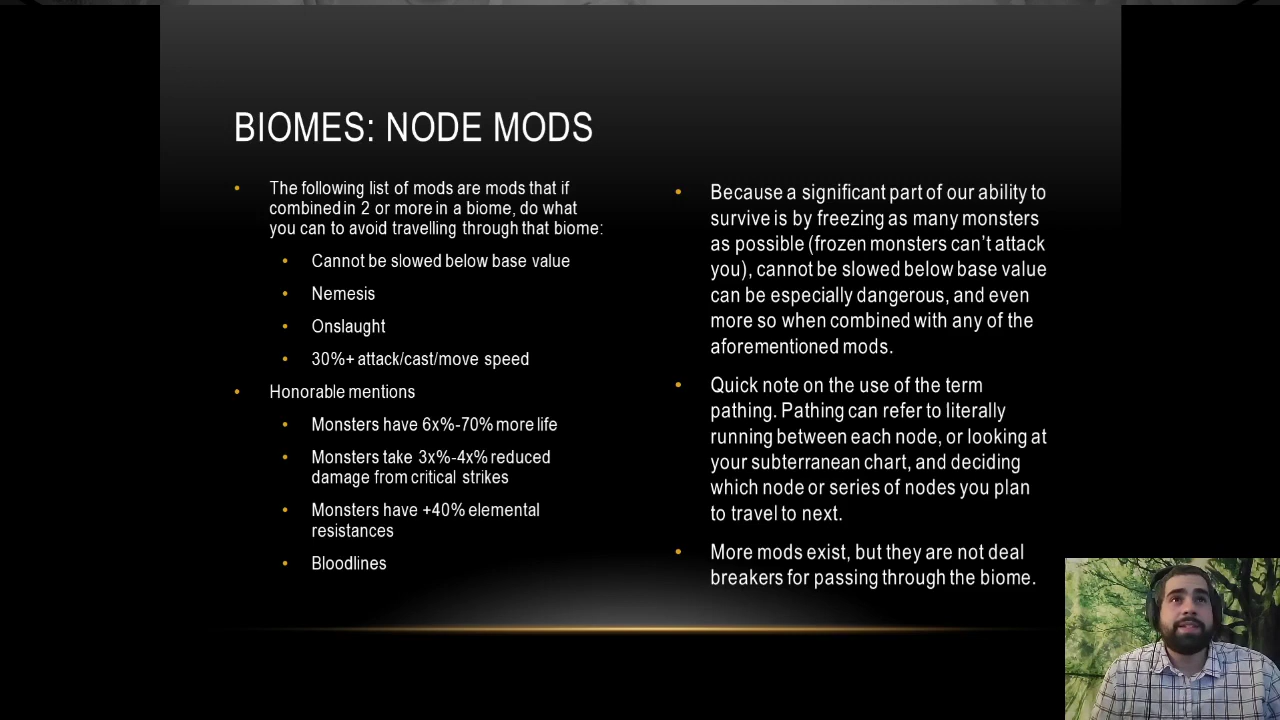 BIOMES: NODE MODS
The following list of mods are mods that if
combined in 2 or more in a biome, do what
you can to avoid travelling through that biome:
Cannot be slowed below base value
Nemesis
Onslaught
30%+ attack/cast/move speed
Honorable mentions
Monsters have 6x%-70% more life
Monsters take 3x%-4x% reduced
damage from critical strikes
Monsters have +40% elemental
resistances
Bloodlines
Because a significant part of our ability to
survive is by freezing as many monsters
as possible (frozen monsters can't attack
you), cannot be slowed below base value
can be especially dangerous, and even
more so when combined with any of the
aforementioned mods.
Quick note on the use of the term
pathing. Pathing can refer to literally
running between each node, or looking at
your subterranean chart, and deciding
which node or series of nodes you plan
to travel to next.
More mods exist, but they are not deal
breakers for passing through the biome.